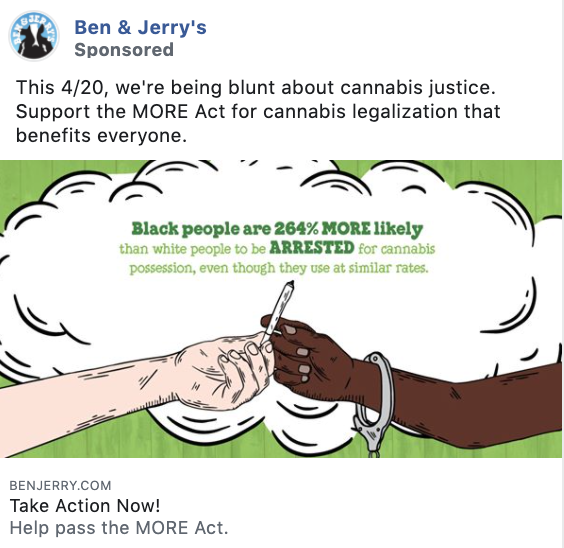 Ben & Jerry's
Sponsored
This 4/20, we're being blunt about cannabis justice.
Support the MORE Act for cannabis legalization that
benefits everyone.
Black people are 264% MORE likely
than white people to be ARRESTED for cannabis
possession, even though they use at similar rates.
BENJERRY.COM
Take Action Now!
Help pass the MORE Act.